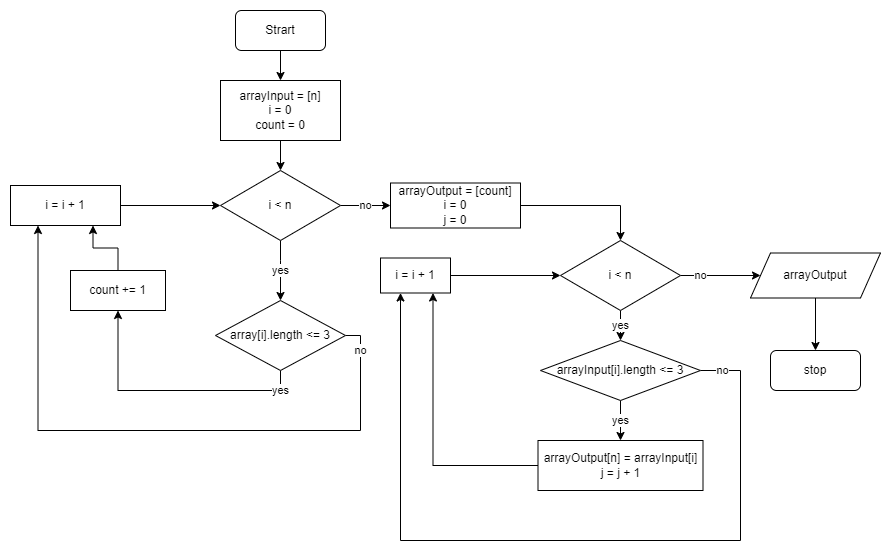 Strart
arrayInput = [n]
i = 0
count = 0
i = i + 1
i < n
no
arrayOutput = [count]
i = 0
j = 0
count += 1
yes
array[i].length <= 3
no
yes
i = i + 1
i < n
no
arrayOutput
yes
arrayInput[i].length <= 3
no
stop
yes
arrayOutput[n] = arrayInput[i]
j = j + 1